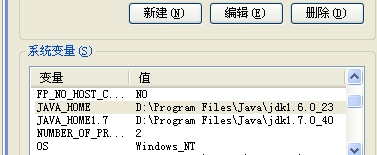 新建(N) 编辑(E) 删除(D)
系统变量(S)
变量 值
FP_NO_HOST_C... NO
JAVA_HOME D:\Program Files\Java\jdk1.6.0_23
JAVA_HOME1.7 D:\Program Files\Java\jdk1.7.0_40
NUMBER_OF_PR... 2
OS Windows_NT